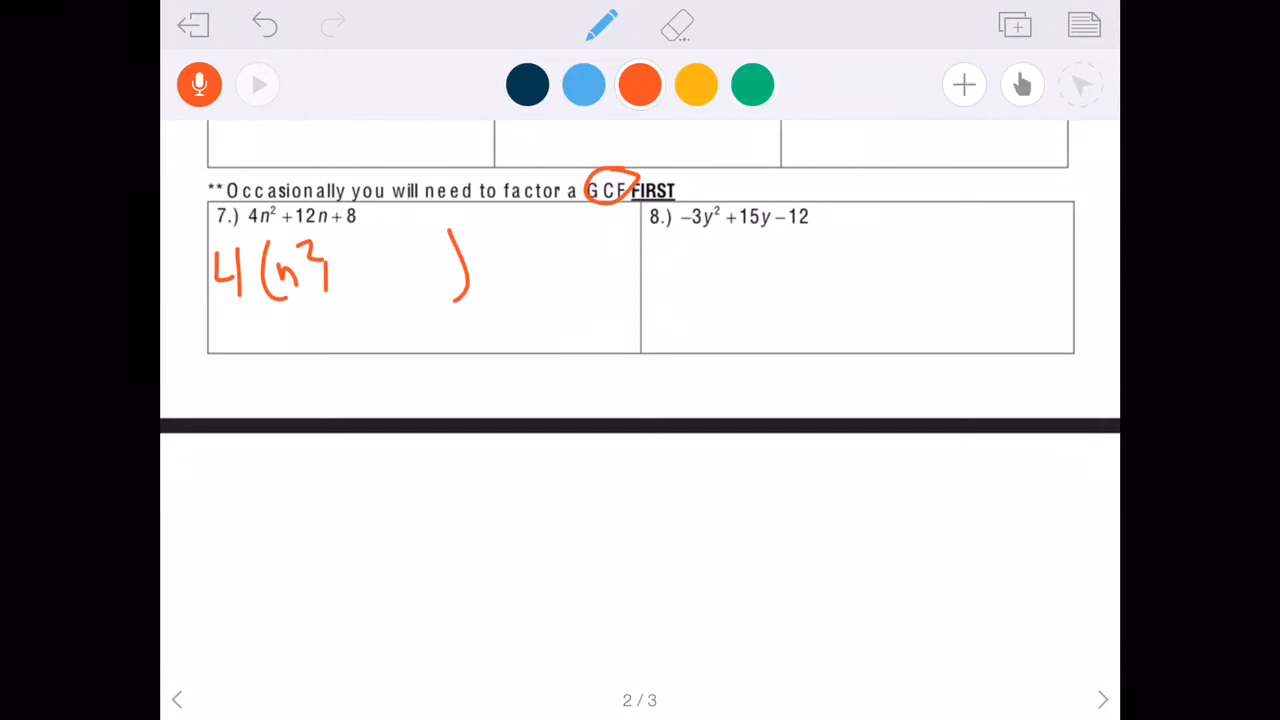 **Occasionally you will need to factor a GCF FIRST
7.) 4n² +12n + 8
8.) −3y² +15y −12
4 (n² )
2 / 3